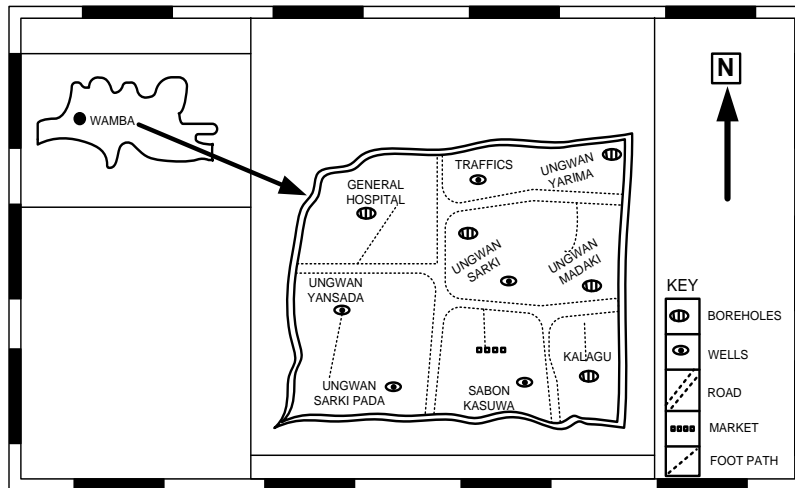 WAMBA
N
TRAFFICS
UNGWAN
YARIMA
GENERAL
HOSPITAL
UNGWAN
SARKI
UNGWAN
MADAKI
UNGWAN
YANSADA
KALAGU
UNGWAN
SARKI PADA
SABON
KASUWA
KEY
BOREHOLES
WELLS
ROAD
MARKET
FOOT PATH